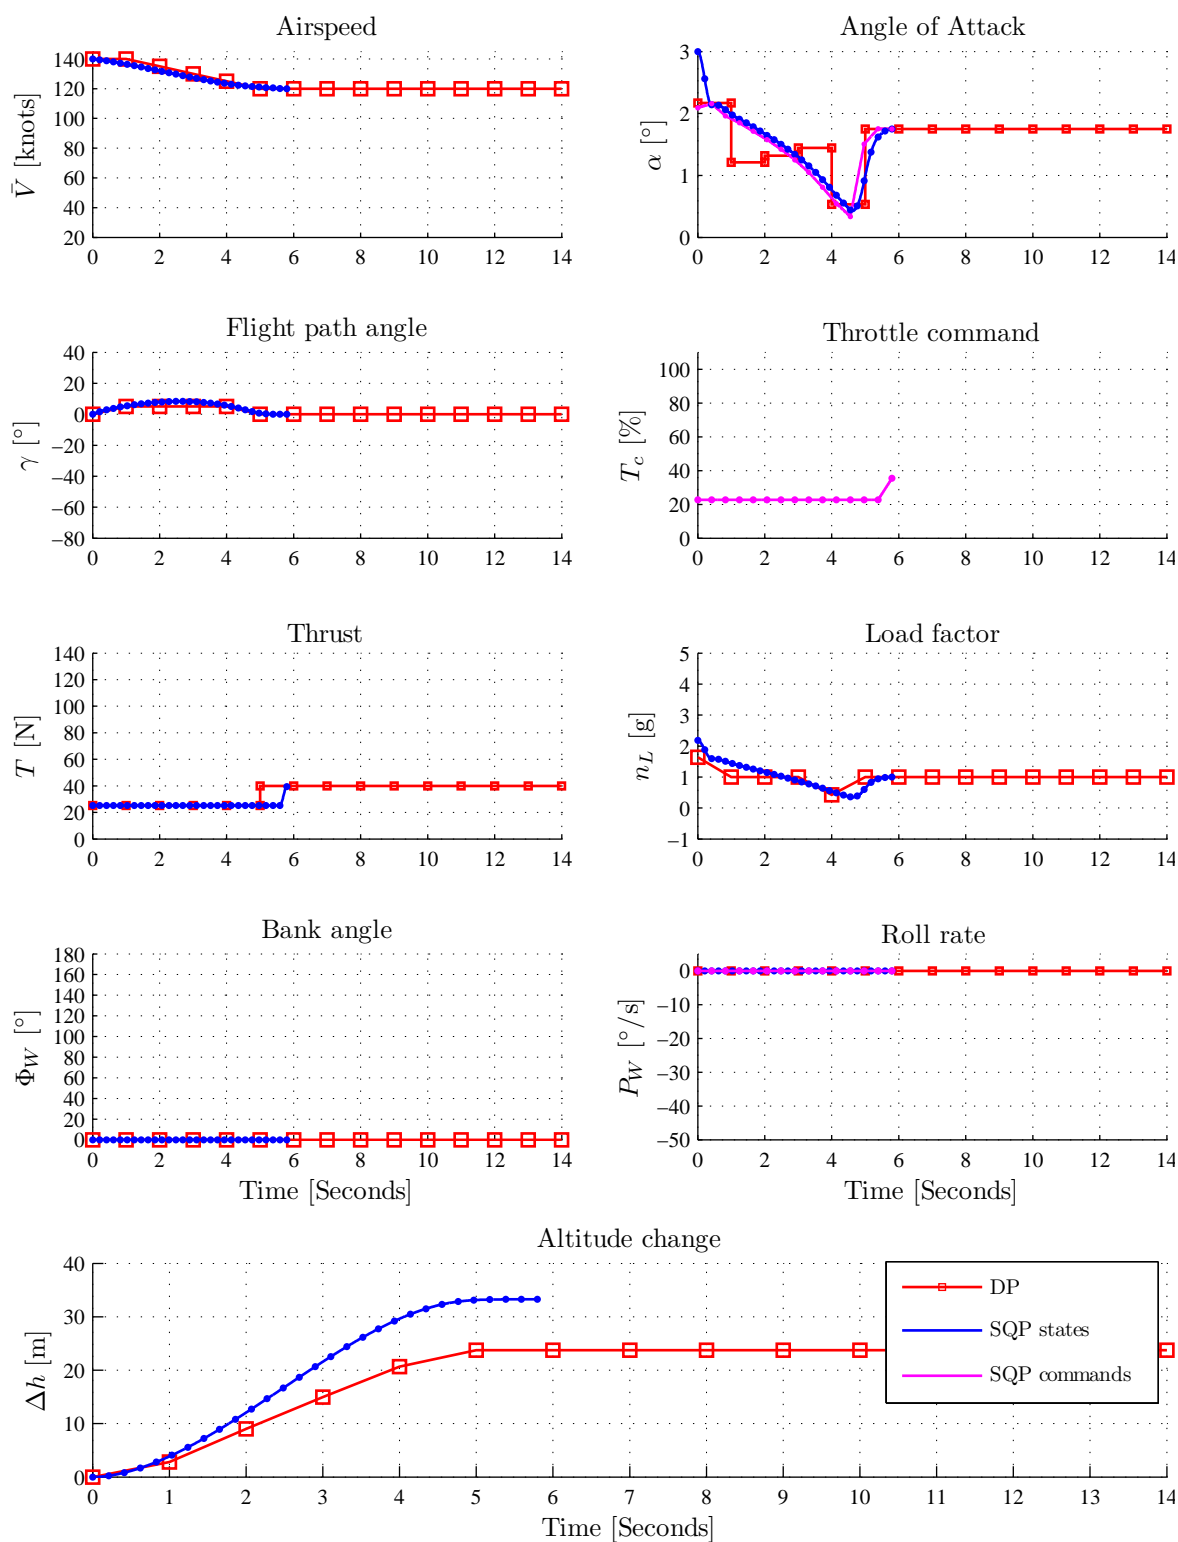 Airspeed
V̄ [knots]
140
120
100
80
60
40
20
0 2 4 6 8 10 12 14
Angle of Attack
α [°]
3
2
1
0
0 2 4 6 8 10 12 14
Flight path angle
γ [°]
40
20
0
−20
−40
−60
−80
0 2 4 6 8 10 12 14
Throttle command
T_c [%]
100
80
60
40
20
0
0 2 4 6 8 10 12 14
Thrust
T [N]
140
120
100
80
60
40
20
0
0 2 4 6 8 10 12 14
Load factor
n_L [g]
5
4
3
2
1
0
−1
0 2 4 6 8 10 12 14
Bank angle
Φ_W [°]
180
160
140
120
100
80
60
40
20
0
0 2 4 6 8 10 12 14
Time [Seconds]
Roll rate
P_W [°/s]
0
−10
−20
−30
−40
−50
0 2 4 6 8 10 12 14
Time [Seconds]
Altitude change
Δh [m]
40
30
20
10
0
0 1 2 3 4 5 6 7 8 9 10 11 12 13 14
Time [Seconds]
DP
SQP states
SQP commands